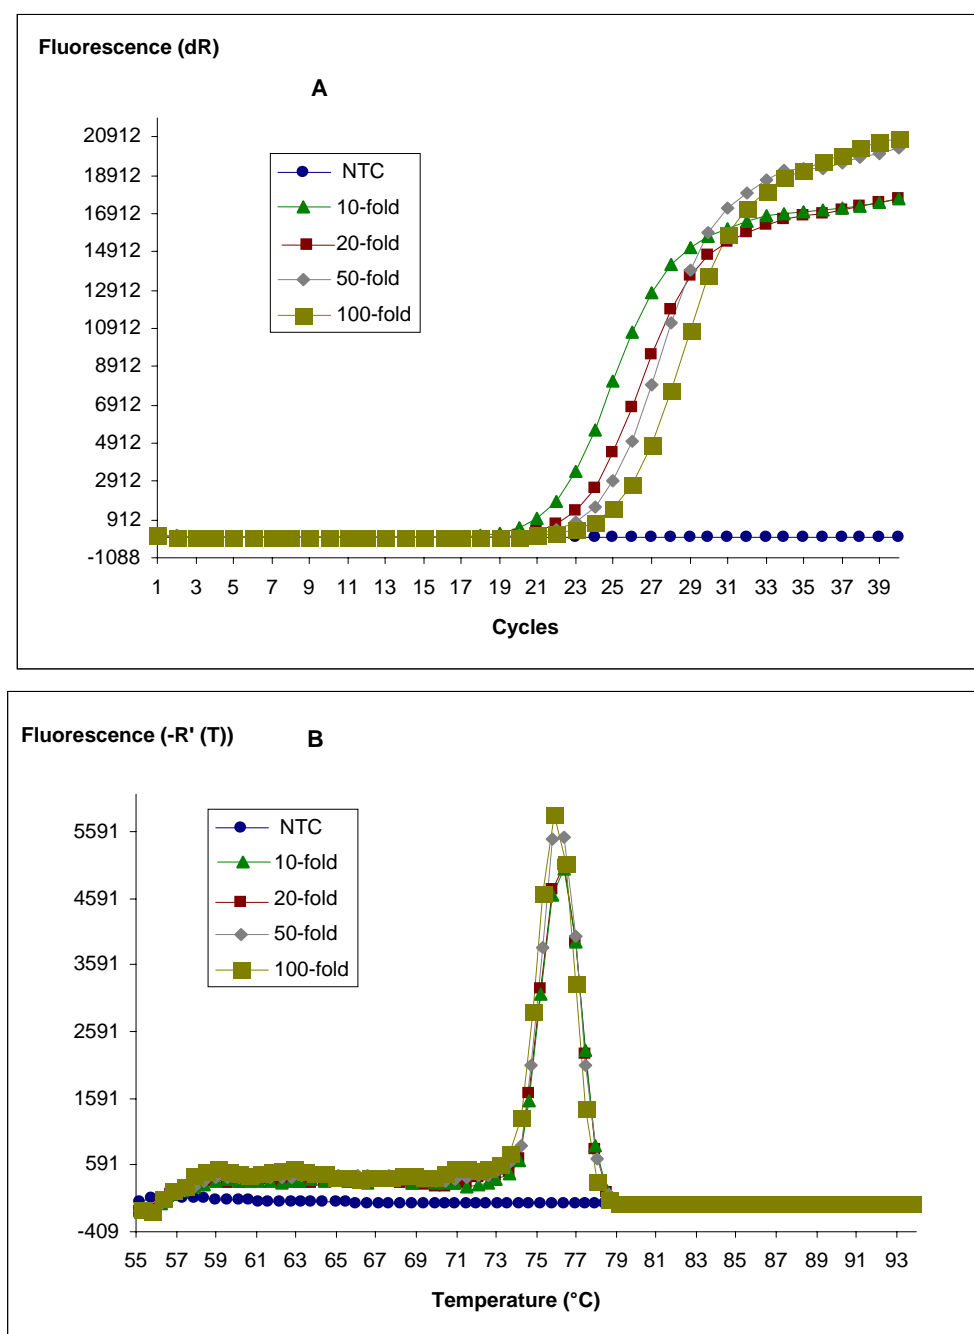 Fluorescence (dR)
A
20912
18912
16912
14912
12912
10912
8912
6912
4912
2912
912
-1088
NTC
10-fold
20-fold
50-fold
100-fold
1 3 5 7 9 11 13 15 17 19 21 23 25 27 29 31 33 35 37 39
Cycles
Fluorescence (-R' (T))
B
5591
4591
3591
2591
1591
591
-409
NTC
10-fold
20-fold
50-fold
100-fold
55 57 59 61 63 65 67 69 71 73 75 77 79 81 83 85 87 89 91 93
Temperature (°C)